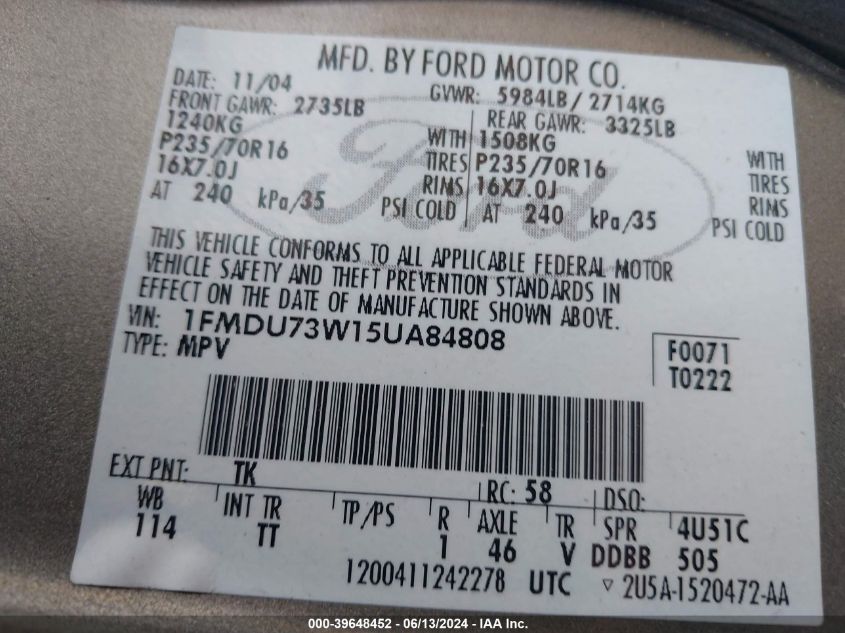 MFD. BY FORD MOTOR CO.
DATE: 11/04 GVWR: 5984LB / 2714KG
FRONT GAWR: 2735LB REAR GAWR: 3325LB
1240KG WITH 1508KG WITH
P235/70R16 TIRES P235/70R16 TIRES
16X7.0J RIMS 16X7.0J RIMS
AT 240 kPa/35 PSI COLD AT 240 kPa/35 PSI COLD
Ford
THIS VEHICLE CONFORMS TO ALL APPLICABLE FEDERAL MOTOR
VEHICLE SAFETY AND THEFT PREVENTION STANDARDS IN
EFFECT ON THE DATE OF MANUFACTURE SHOWN ABOVE.
VIN: 1FMDU73W15UA84808
TYPE: MPV
F0071
T0222
EXT PNT: TK RC: 58 DSO:
WB INT TR TP/PS R AXLE TR SPR 4U51C
114 TT 1 46 V DDBB 505
1200411242278 UTC ▽ 2U5A-1520472-AA
000-39648452 - 06/13/2024 - IAA Inc.